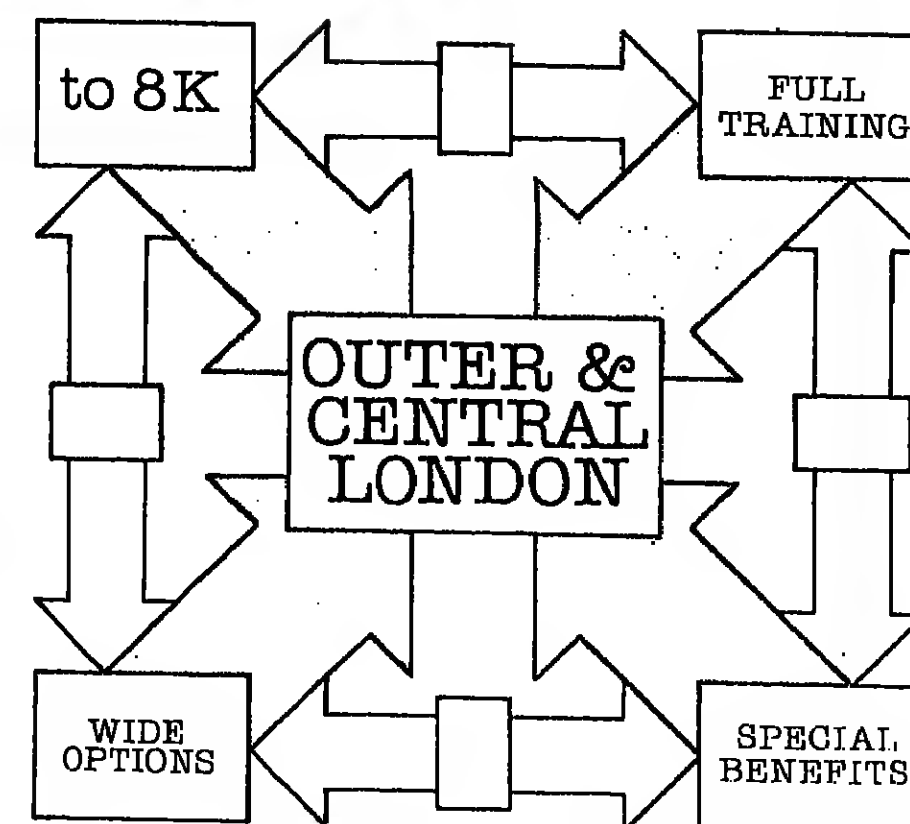 to 8K
FULL
TRAINING
OUTER &
CENTRAL
LONDON
WIDE
OPTIONS
SPECIAL
BENEFITS